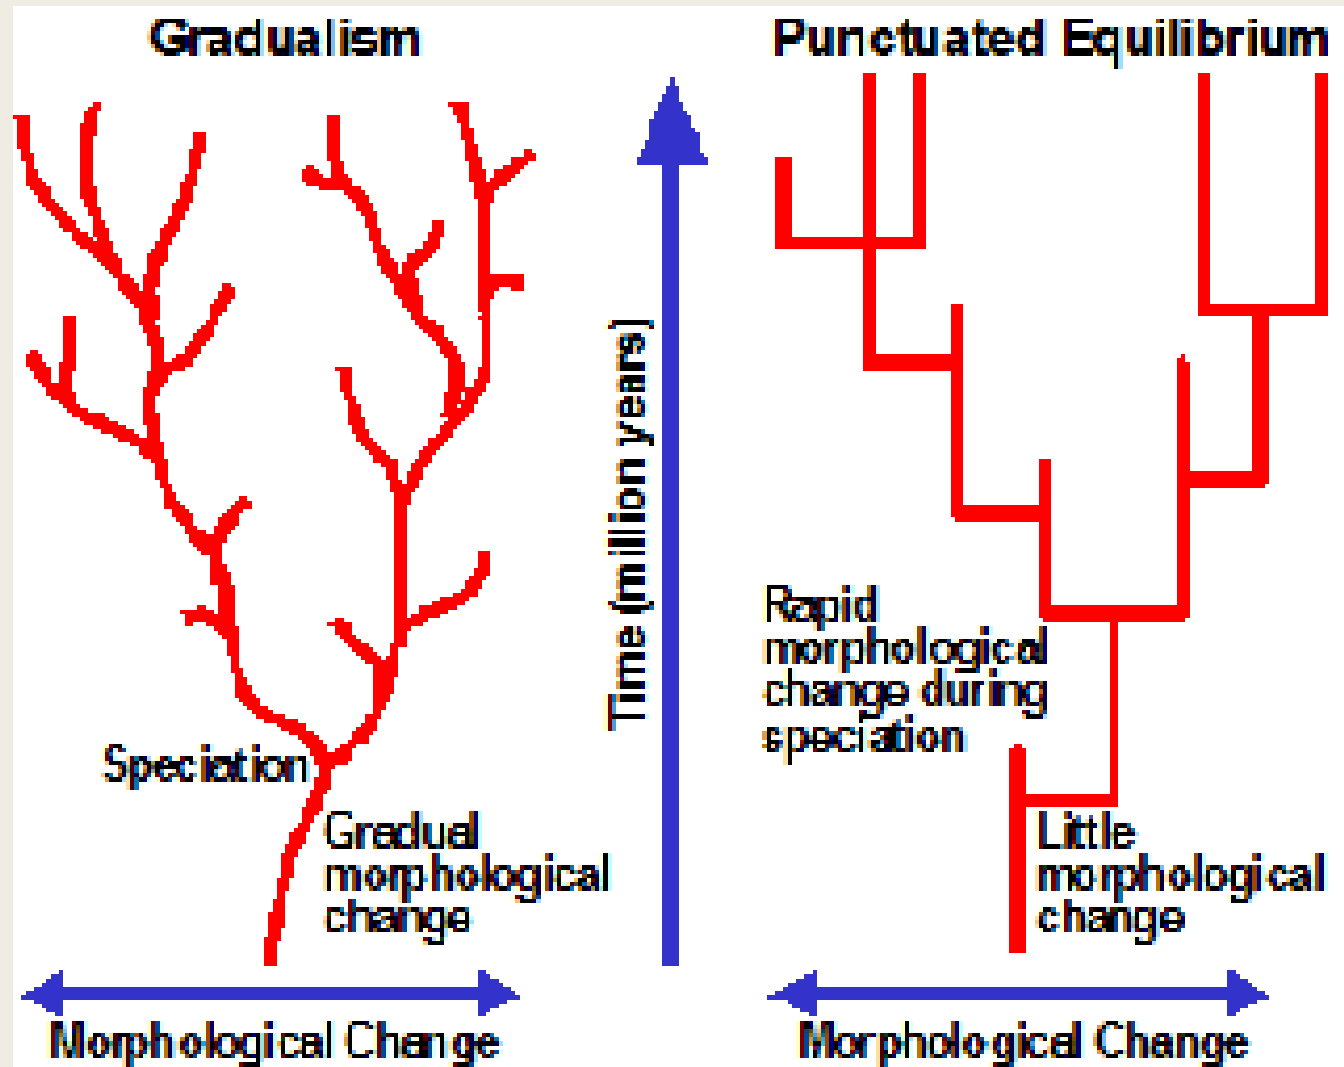 Gradualism
Speciation
Gradual
morphological
change
Morphological Change
Time (million years)
Punctuated Equilibrium
Rapid
morphological
change during
speciation
Little
morphological
change
Morphological Change